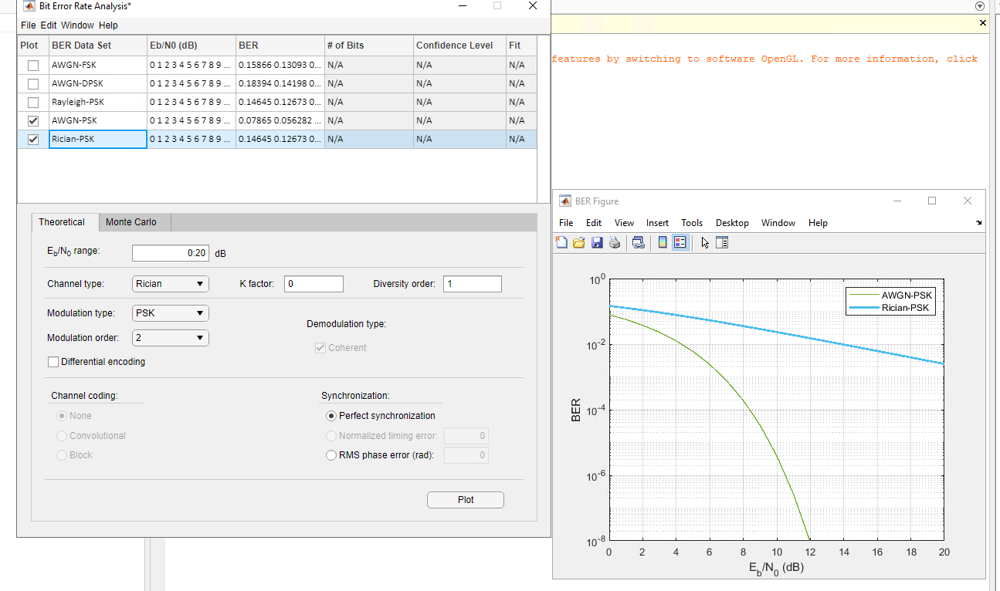 Bit Error Rate Analysis*
File Edit Window Help
Plot BER Data Set Eb/N0 (dB) BER # of Bits Confidence Level Fit
AWGN-FSK 0 1 2 3 4 5 6 7 8 9 ... 0.15866 0.13093 0... N/A N/A N/A
AWGN-DPSK 0 1 2 3 4 5 6 7 8 9 ... 0.18394 0.14198 0... N/A N/A N/A
Rayleigh-PSK 0 1 2 3 4 5 6 7 8 9 ... 0.14645 0.12673 0... N/A N/A N/A
AWGN-PSK 0 1 2 3 4 5 6 7 8 9 ... 0.07865 0.056282 ... N/A N/A N/A
Rician-PSK 0 1 2 3 4 5 6 7 8 9 ... 0.14645 0.12673 0... N/A N/A N/A
Theoretical Monte Carlo
Eb/N0 range: 0:20 dB
Channel type: Rician K factor: 0 Diversity order: 1
Modulation type: PSK
Demodulation type:
Modulation order: 2
Coherent
Differential encoding
Channel coding: Synchronization:
None Perfect synchronization
Convolutional Normalized timing error: 0
Block RMS phase error (rad): 0
Plot
features by switching to software OpenGL. For more information, click
BER Figure
File Edit View Insert Tools Desktop Window Help
10^0
AWGN-PSK
Rician-PSK
10^-2
10^-4
10^-6
10^-8
BER
0 2 4 6 8 10 12 14 16 18 20
Eb/N0 (dB)